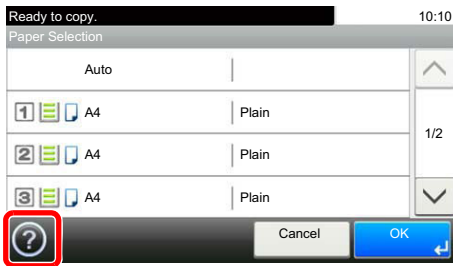 Ready to copy. 10:10
Paper Selection
Auto
1 A4 Plain
1/2
2 A4 Plain
3 A4 Plain
? Cancel OK